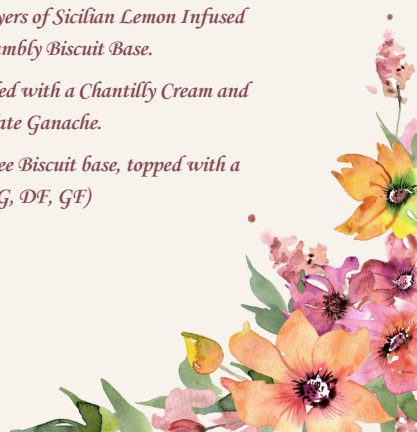 yers of Sicilian Lemon Infused
mbly Biscuit Base.
ed with a Chantilly Cream and
ate Ganache.
ee Biscuit base, topped with a
G, DF, GF)